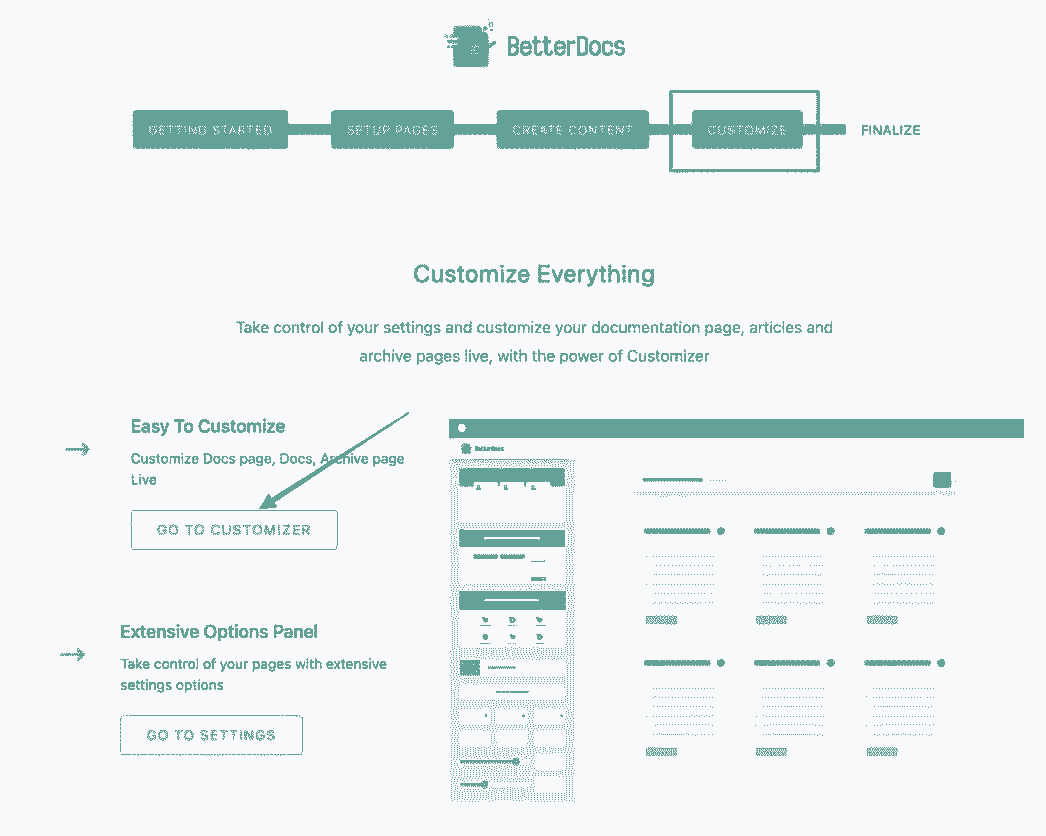 BetterDocs
GETTING STARTED
SETUP PAGES
CREATE CONTENT
CUSTOMIZE
FINALIZE
Customize Everything
Take control of your settings and customize your documentation page, articles and
archive pages live, with the power of Customizer
Easy To Customize
Customize Docs page, Docs, Archive page
Live
GO TO CUSTOMIZER
Extensive Options Panel
Take control of your pages with extensive
settings options
GO TO SETTINGS
BetterDocs